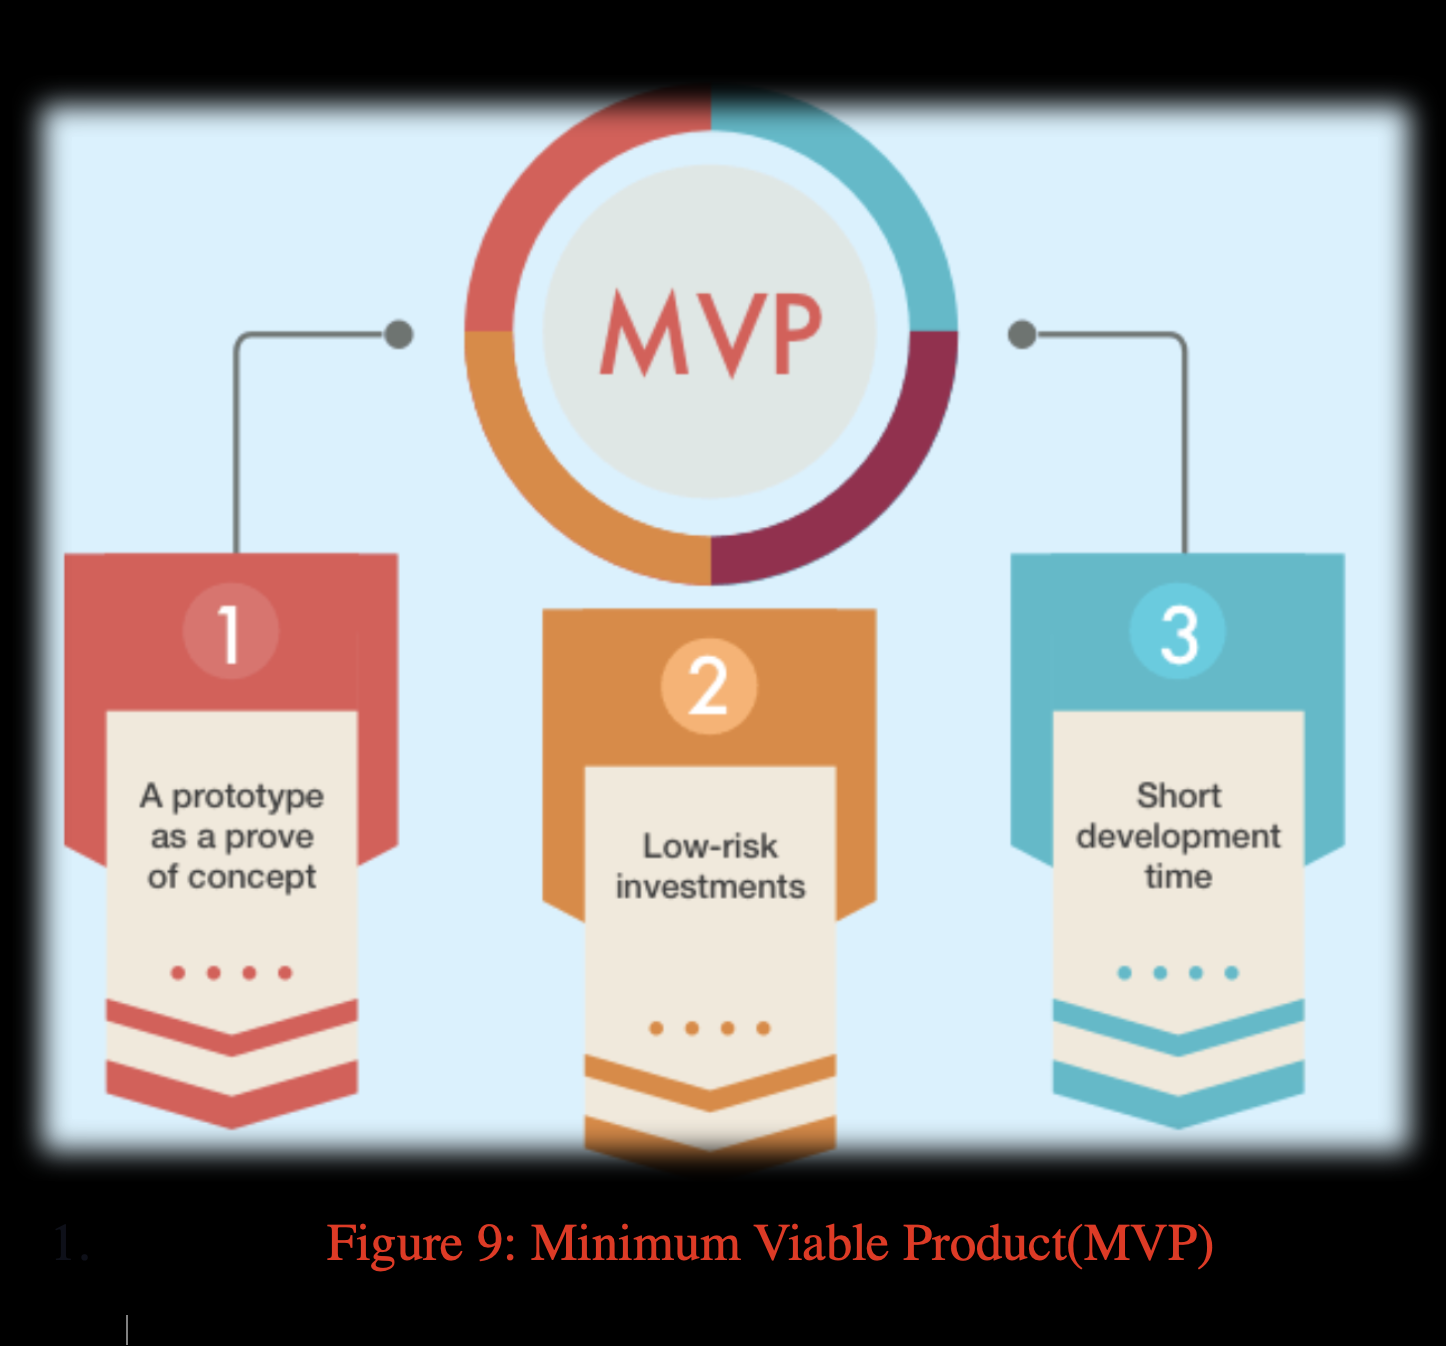 MVP
1
A prototype
as a prove
of concept
2
Low-risk
investments
3
Short
development
time
1.
Figure 9: Minimum Viable Product(MVP)